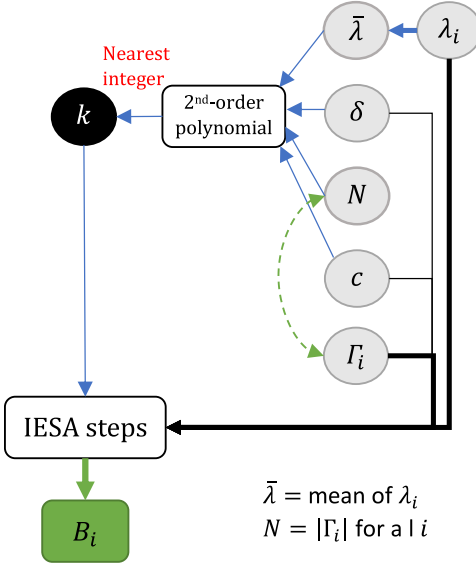 λ̄
λᵢ
Nearest
integer
2ⁿᵈ-order
polynomial
k
δ
N
c
Γᵢ
IESA steps
Bᵢ
λ̄ = mean of λᵢ
N = |Γᵢ| for a l i